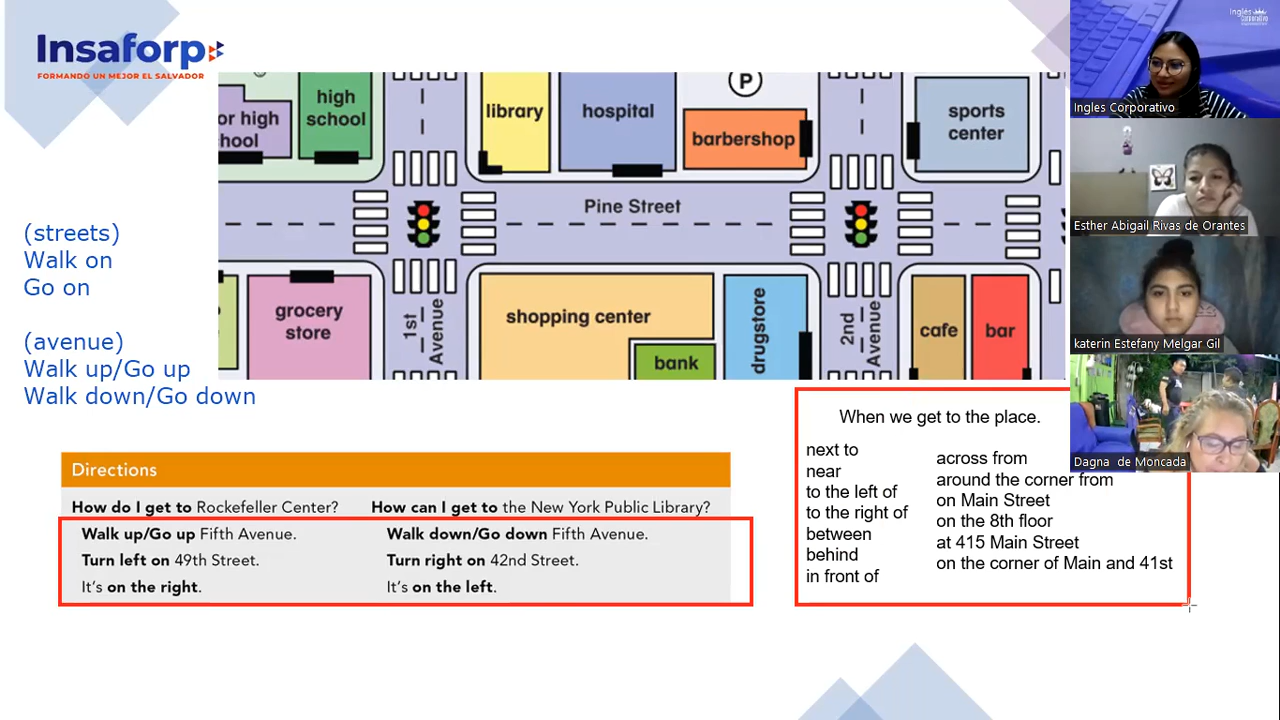 Insaforp
FORMANDO UN MEJOR EL SALVADOR
or high
hool
high
school
library
hospital
P
barbershop
sports
center
Pine Street
grocery
store
1st
Avenue
shopping center
bank
drugstore
2nd
Avenue
cafe
bar
(streets)
Walk on
Go on
(avenue)
Walk up/Go up
Walk down/Go down
Directions
How do I get to Rockefeller Center? How can I get to the New York Public Library?
Walk up/Go up Fifth Avenue. Walk down/Go down Fifth Avenue.
Turn left on 49th Street. Turn right on 42nd Street.
It's on the right. It's on the left.
When we get to the place.
next to
near
to the left of
to the right of
between
behind
in front of
across from
around the corner from
on Main Street
on the 8th floor
at 415 Main Street
on the corner of Main and 41st
Inglés
Corporativo
Ingles Corporativo
Esther Abigail Rivas de Orantes
katerin Estefany Melgar Gil
Dagna de Moncada